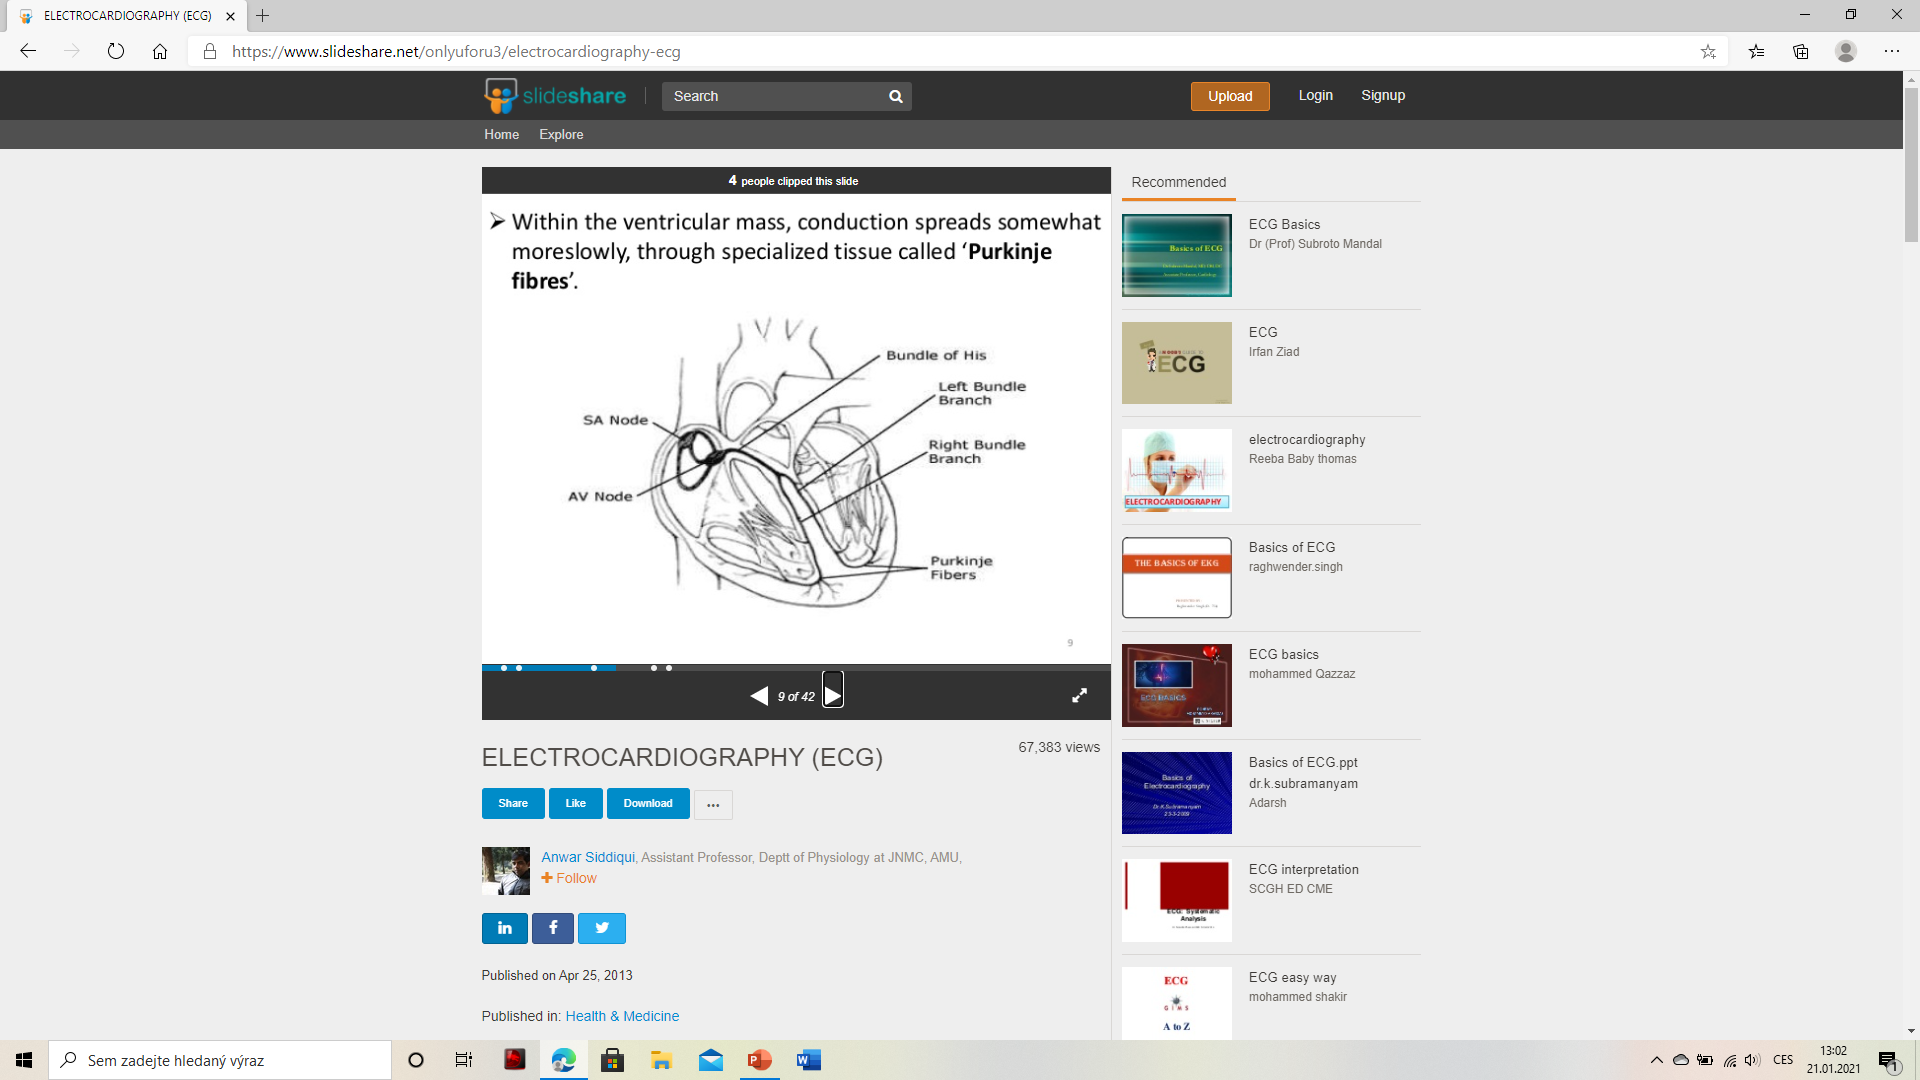 ELECTROCARDIOGRAPHY (ECG)
https://www.slideshare.net/onlyuforu3/electrocardiography-ecg
slideshare
Search
Upload
Login
Signup
Home
Explore
4 people clipped this slide
Within the ventricular mass, conduction spreads somewhat
moreslowly, through specialized tissue called ‘Purkinje
fibres’.
Bundle of His
Left Bundle
Branch
SA Node
Right Bundle
Branch
AV Node
Purkinje
Fibers
9
9 of 42
ELECTROCARDIOGRAPHY (ECG)
67,383 views
Share
Like
Download
...
Anwar Siddiqui, Assistant Professor, Deptt of Physiology at JNMC, AMU,
Follow
in
f
Published on Apr 25, 2013
Published in: Health & Medicine
Recommended
Basics of ECG
ECG Basics
Dr (Prof) Subroto Mandal
ECG
ECG
Irfan Ziad
ELECTROCARDIOGRAPHY
electrocardiography
Reeba Baby thomas
THE BASICS OF EKG
Basics of ECG
raghwender.singh
ECG BASICS
ECG basics
mohammed Qazzaz
Basics of
Electrocardiography
Dr.K.Subramanyam
Basics of ECG.ppt
dr.k.subramanyam
Adarsh
ECG: Systematic
Analysis
ECG interpretation
SCGH ED CME
ECG
GIMS
A to Z
ECG easy way
mohammed shakir
Sem zadejte hledaný výraz
CES
13:02
21.01.2021
1